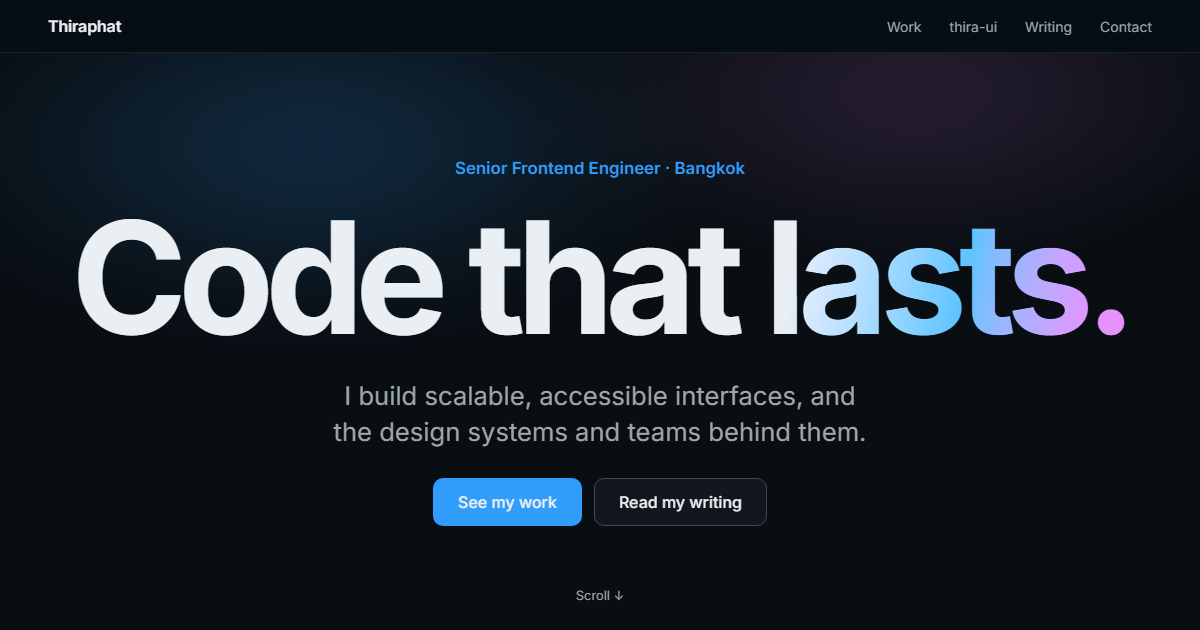 Thiraphat
Work
thira-ui
Writing
Contact
Senior Frontend Engineer · Bangkok
Code that lasts.
I build scalable, accessible interfaces, and
the design systems and teams behind them.
See my work
Read my writing
Scroll ↓